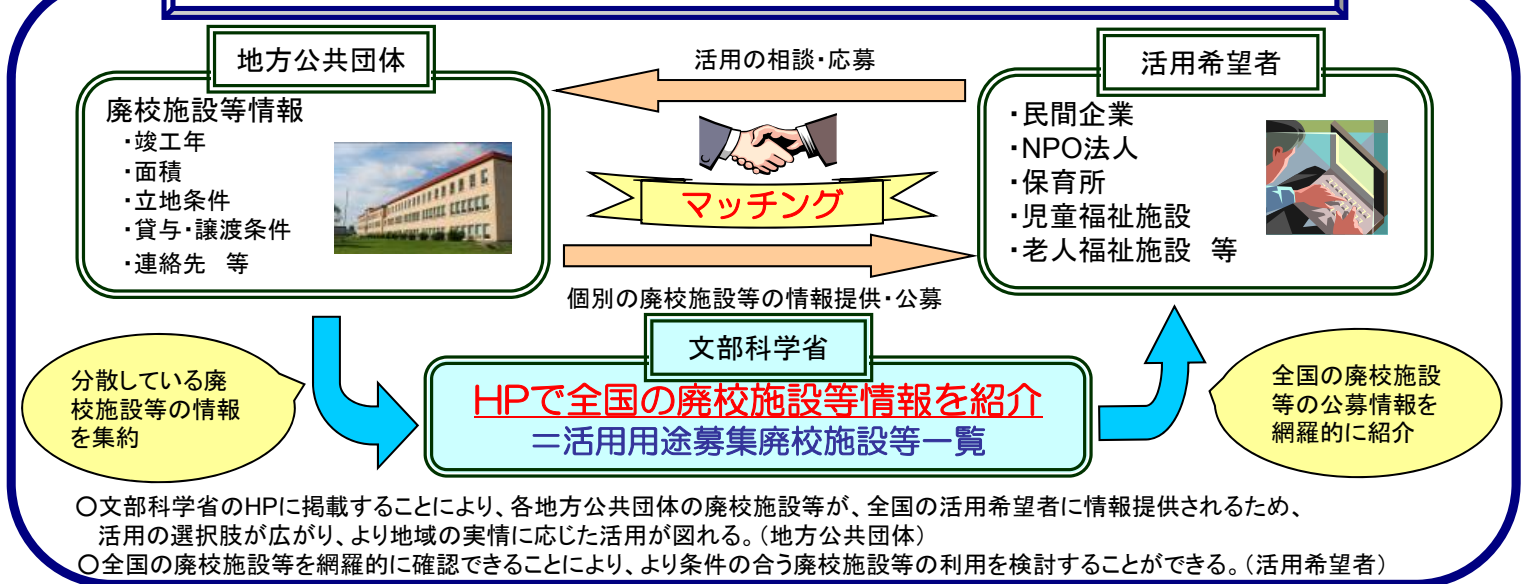 地方公共団体
廃校施設等情報
・竣工年
・面積
・立地条件
・貸与・譲渡条件
・連絡先　等
活用の相談・応募
マッチング
個別の廃校施設等の情報提供・公募
活用希望者
・民間企業
・NPO法人
・保育所
・児童福祉施設
・老人福祉施設　等
分散している廃
校施設等の情報
を集約
文部科学省
HPで全国の廃校施設等情報を紹介
＝活用用途募集廃校施設等一覧
全国の廃校施設
等の公募情報を
網羅的に紹介
○文部科学省のHPに掲載することにより、各地方公共団体の廃校施設等が、全国の活用希望者に情報提供されるため、
活用の選択肢が広がり、より地域の実情に応じた活用が図れる。（地方公共団体）
○全国の廃校施設等を網羅的に確認できることにより、より条件の合う廃校施設等の利用を検討することができる。（活用希望者）